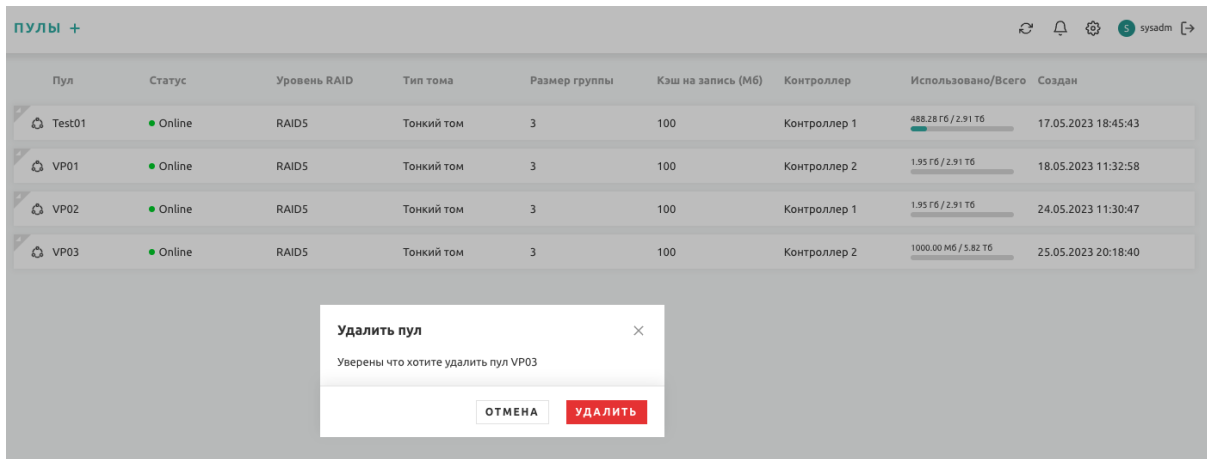 ПУЛЫ +
S sysadm
Пул Статус Уровень RAID Тип тома Размер группы Кэш на запись (Мб) Контроллер Использовано/Всего Создан
Test01 Online RAID5 Тонкий том 3 100 Контроллер 1 488.28 Гб / 2.91 Тб 17.05.2023 18:45:43
VP01 Online RAID5 Тонкий том 3 100 Контроллер 2 1.95 Гб / 2.91 Тб 18.05.2023 11:32:58
VP02 Online RAID5 Тонкий том 3 100 Контроллер 1 1.95 Гб / 2.91 Тб 24.05.2023 11:30:47
VP03 Online RAID5 Тонкий том 3 100 Контроллер 2 1000.00 Мб / 5.82 Тб 25.05.2023 20:18:40
Удалить пул
Уверены что хотите удалить пул VP03
ОТМЕНА УДАЛИТЬ